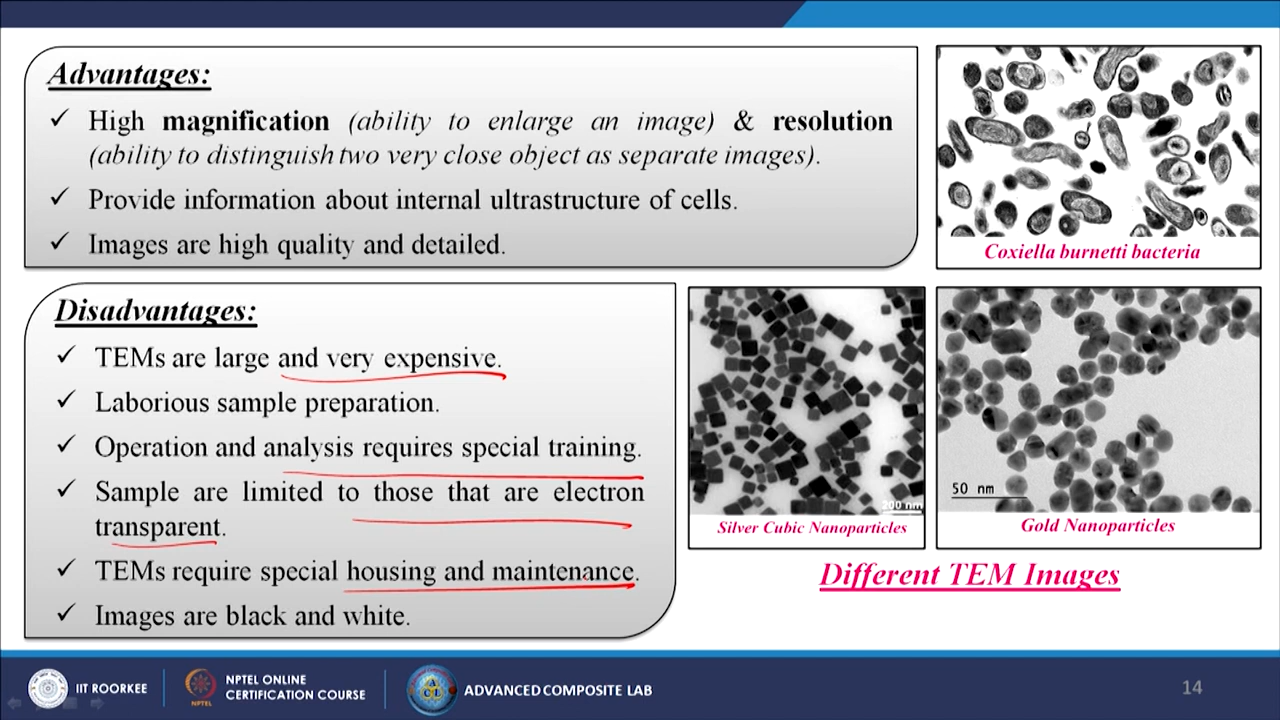 Advantages:
✓ High magnification (ability to enlarge an image) & resolution
(ability to distinguish two very close object as separate images).
✓ Provide information about internal ultrastructure of cells.
✓ Images are high quality and detailed.
Coxiella burnetti bacteria
Disadvantages:
✓ TEMs are large and very expensive.
✓ Laborious sample preparation.
✓ Operation and analysis requires special training.
✓ Sample are limited to those that are electron
transparent.
✓ TEMs require special housing and maintenance.
✓ Images are black and white.
200 nm
Silver Cubic Nanoparticles
50 nm
Gold Nanoparticles
Different TEM Images
IIT ROORKEE
NPTEL
NPTEL ONLINE
CERTIFICATION COURSE
ADVANCED COMPOSITE LAB
14